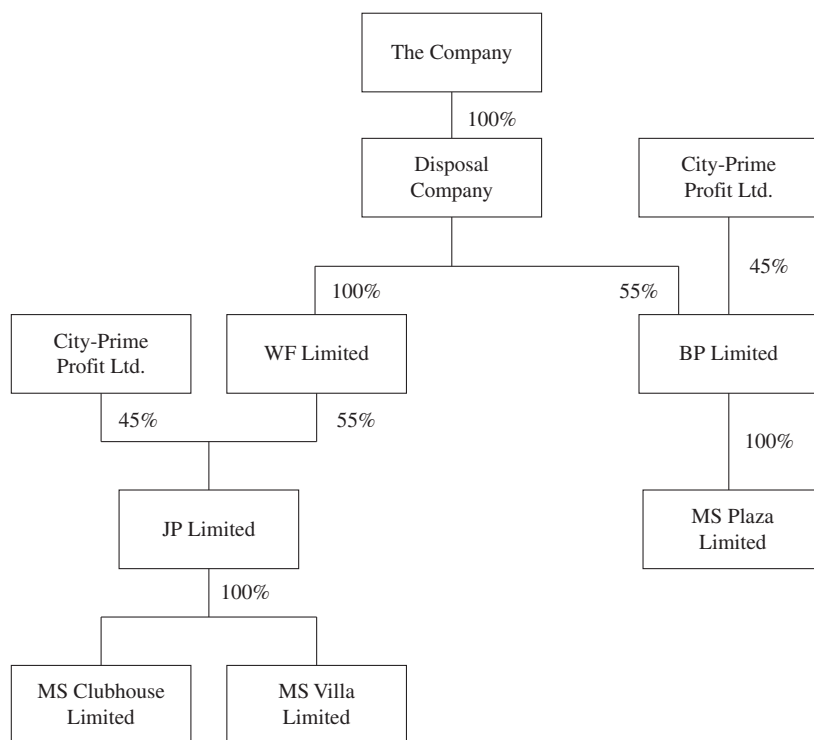 The Company
100%
Disposal
Company
City-Prime
Profit Ltd.
100%
55%
45%
City-Prime
Profit Ltd.
WF Limited
BP Limited
45%
55%
100%
JP Limited
MS Plaza
Limited
100%
MS Clubhouse
Limited
MS Villa
Limited